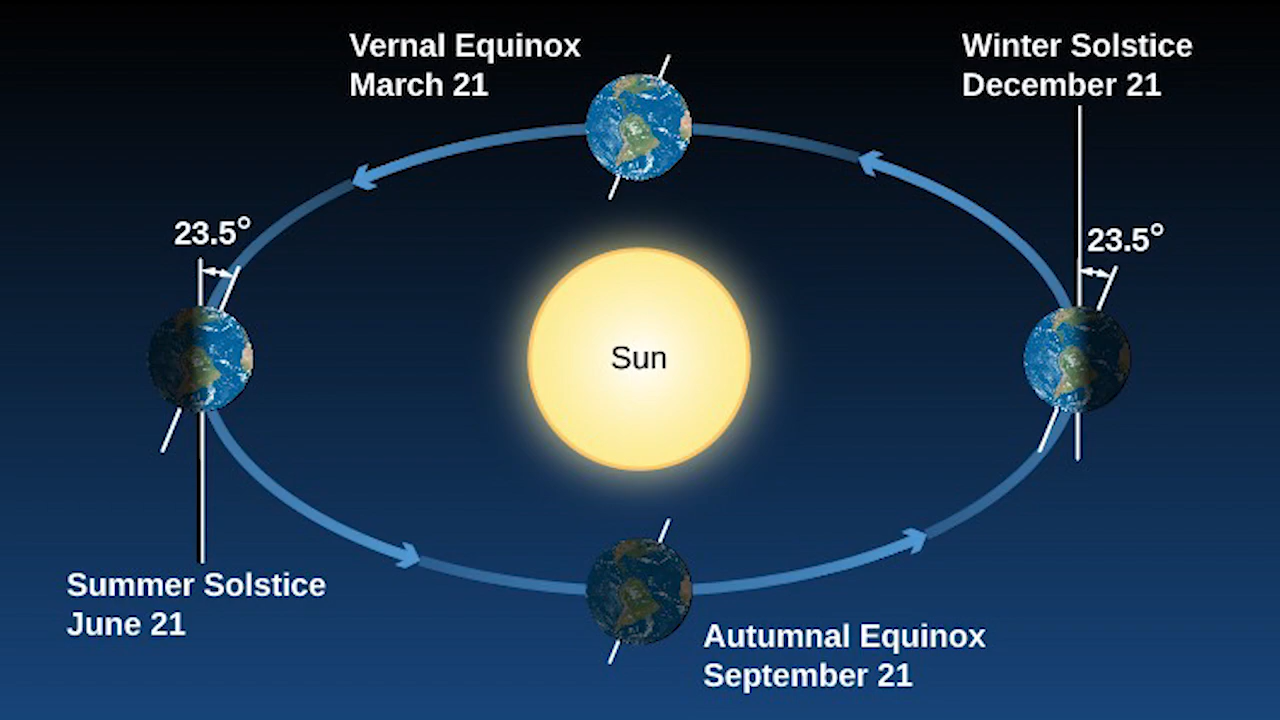 Vernal Equinox
March 21
Winter Solstice
December 21
23.5°
23.5°
Sun
Summer Solstice
June 21
Autumnal Equinox
September 21